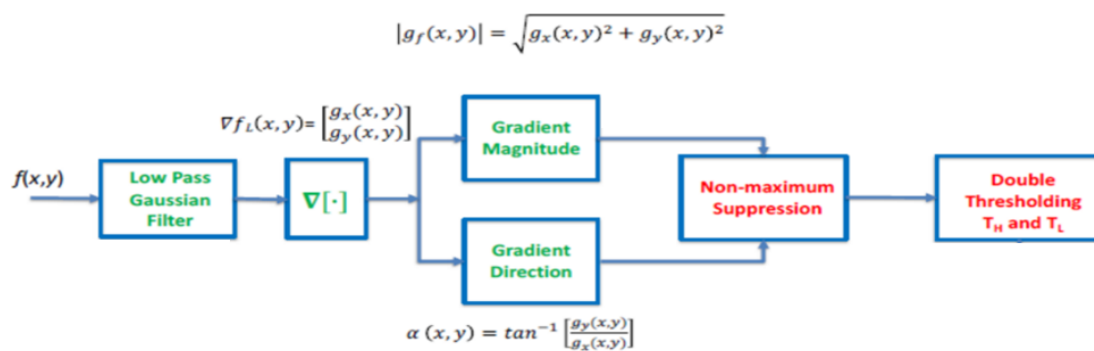 |g_f(x,y)| = √(g_x(x,y)² + g_y(x,y)²)
∇f_L(x,y)= [g_x(x,y)
g_y(x,y)]
Gradient
Magnitude
f(x,y)
Low Pass
Gaussian
Filter
∇[·]
Non-maximum
Suppression
Double
Thresholding
T_H and T_L
Gradient
Direction
α (x,y) = tan⁻¹ [g_y(x,y)/g_x(x,y)]